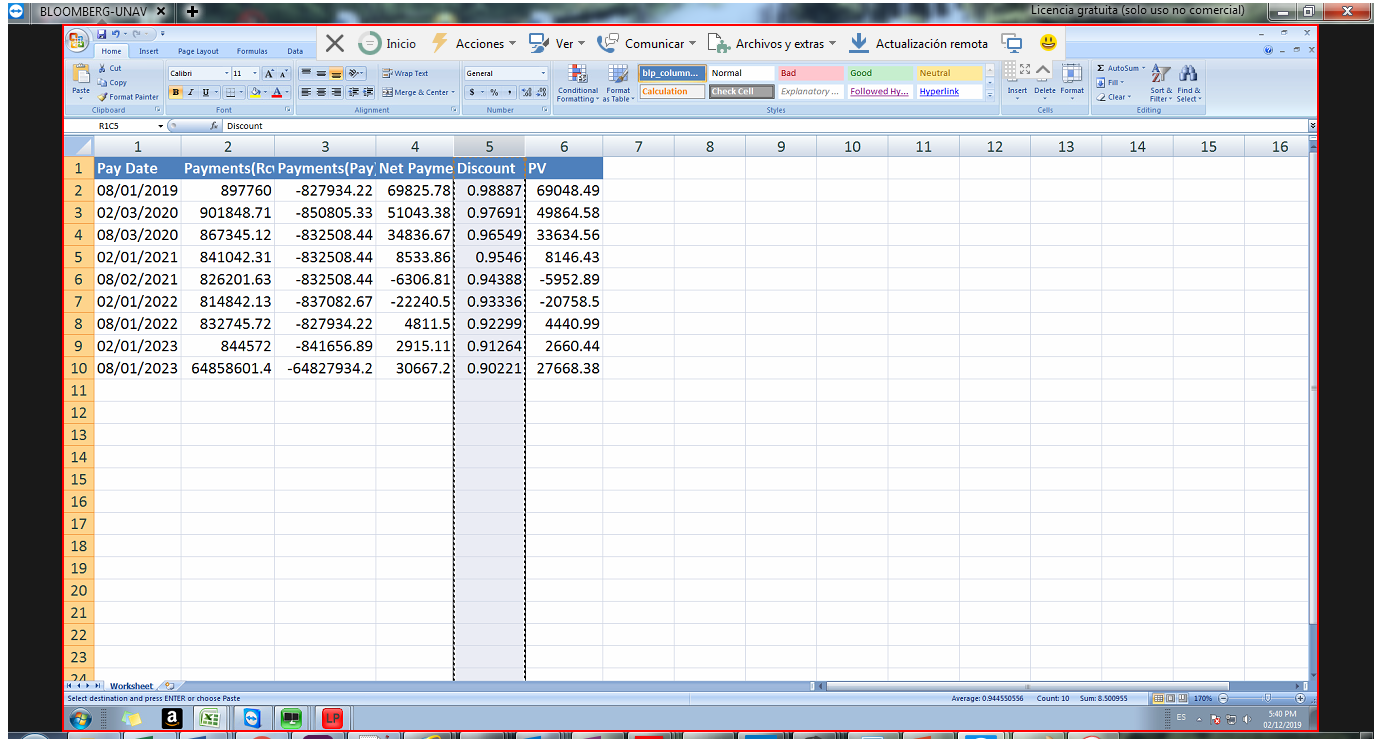 BLOOMBERG-UNAV
Licencia gratuita (solo uso no comercial)
Home Insert Page Layout Formulas Data
Inicio Acciones Ver Comunicar Archivos y extras Actualización remota
Paste Cut Copy Format Painter
Calibri 11
Wrap Text Merge & Center
General
Conditional Formatting as Table Format
blp_column... Normal Bad Good Neutral
Calculation Check Cell Explanatory ... Followed Hy... Hyperlink
Insert Delete Format
AutoSum Fill Clear
Sort & Filter Find & Select
Clipboard Font Alignment Number Styles Cells Editing
R1C5 fx Discount
1 2 3 4 5 6 7 8 9 10 11 12 13 14 15 16
1 Pay Date Payments(Rcv Payments(Pay) Net Payme Discount PV
2 08/01/2019 897760 -827934.22 69825.78 0.98887 69048.49
3 02/03/2020 901848.71 -850805.33 51043.38 0.97691 49864.58
4 08/03/2020 867345.12 -832508.44 34836.67 0.96549 33634.56
5 02/01/2021 841042.31 -832508.44 8533.86 0.9546 8146.43
6 08/02/2021 826201.63 -832508.44 -6306.81 0.94388 -5952.89
7 02/01/2022 814842.13 -837082.67 -22240.5 0.93336 -20758.5
8 08/01/2022 832745.72 -827934.22 4811.5 0.92299 4440.99
9 02/01/2023 844572 -841656.89 2915.11 0.91264 2660.44
10 08/01/2023 64858601.4 -64827934.2 30667.2 0.90221 27668.38
11
12
13
14
15
16
17
18
19
20
21
22
23
24
Worksheet
Select destination and press ENTER or choose Paste
Average: 0.944550556 Count: 10 Sum: 8.500955 170%
LP
ES 5:40 PM
02/12/2019